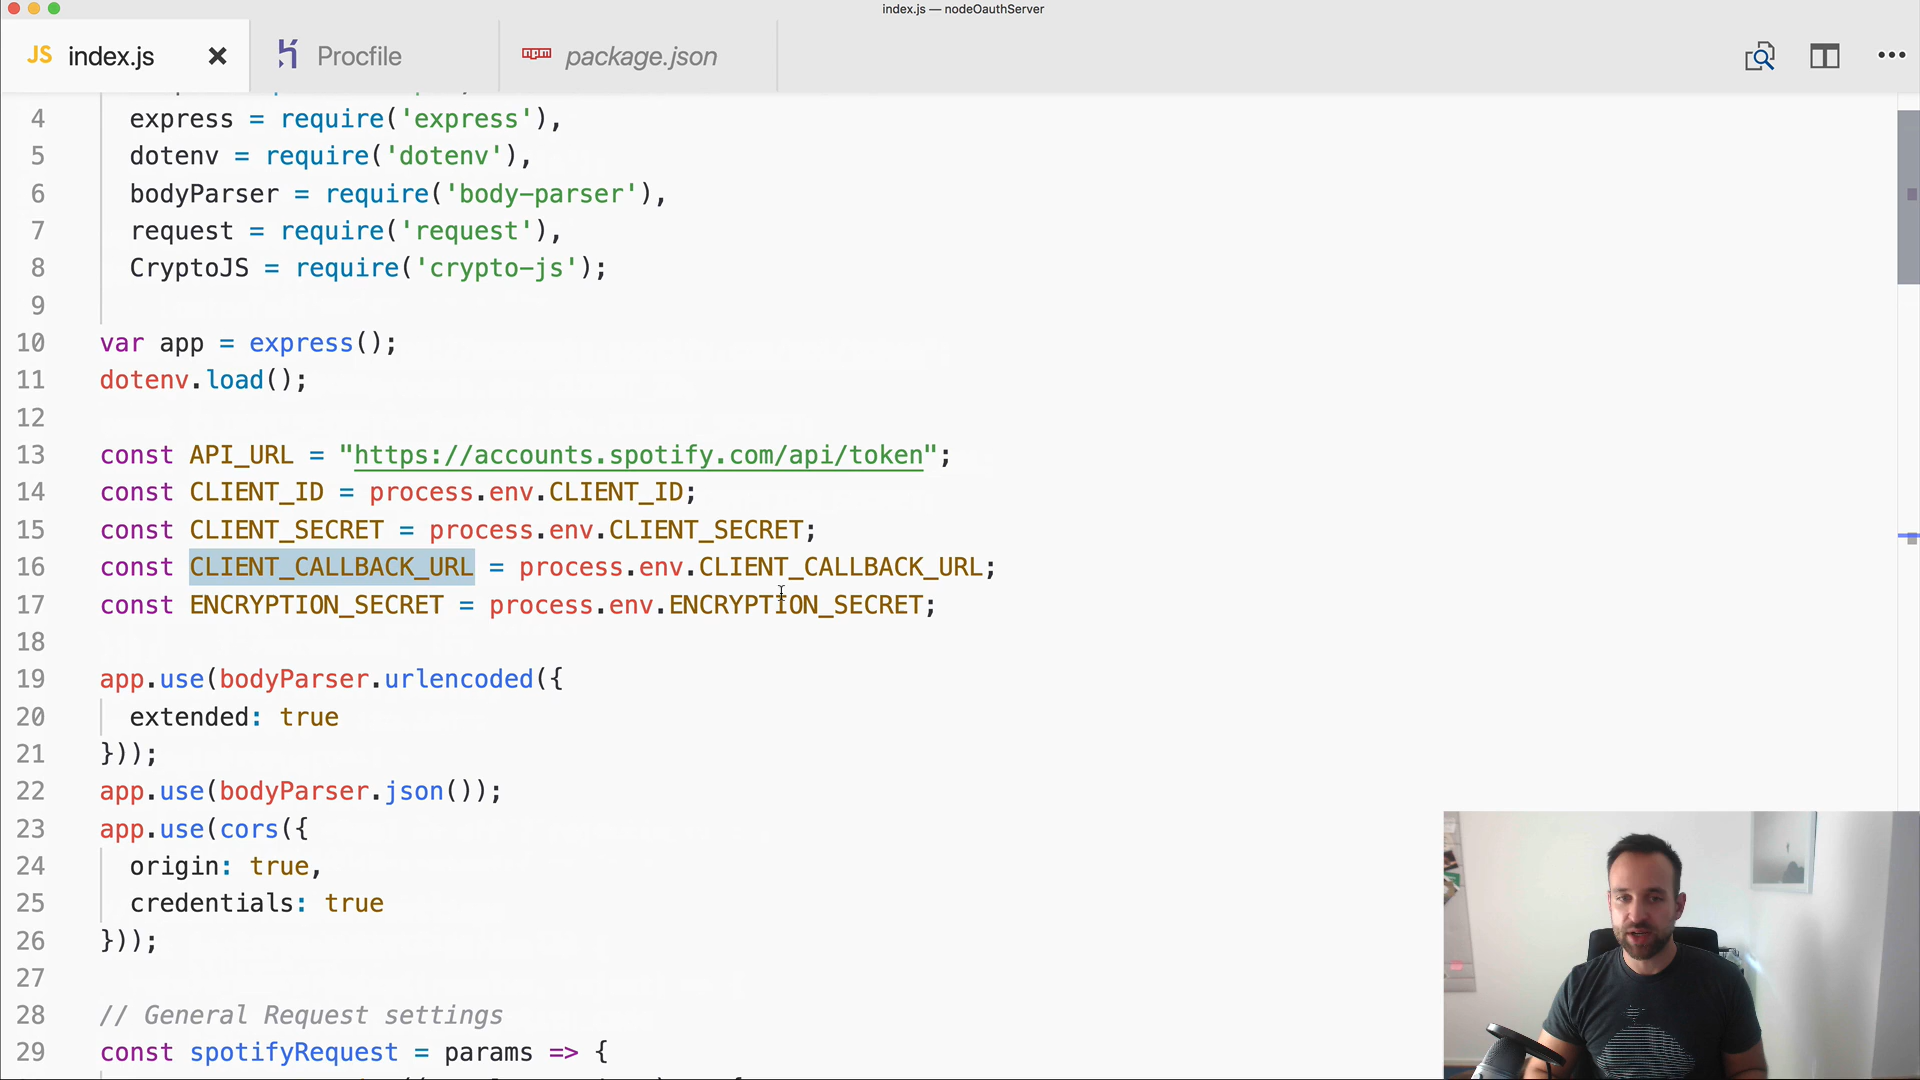 index.js — nodeOauthServer
JS index.js Procfile package.json
4 express = require('express'),
5 dotenv = require('dotenv'),
6 bodyParser = require('body-parser'),
7 request = require('request'),
8 CryptoJS = require('crypto-js');
9
10 var app = express();
11 dotenv.load();
12
13 const API_URL = "https://accounts.spotify.com/api/token";
14 const CLIENT_ID = process.env.CLIENT_ID;
15 const CLIENT_SECRET = process.env.CLIENT_SECRET;
16 const CLIENT_CALLBACK_URL = process.env.CLIENT_CALLBACK_URL;
17 const ENCRYPTION_SECRET = process.env.ENCRYPTION_SECRET;
18
19 app.use(bodyParser.urlencoded({
20 extended: true
21 }));
22 app.use(bodyParser.json());
23 app.use(cors({
24 origin: true,
25 credentials: true
26 }));
27
28 // General Request settings
29 const spotifyRequest = params => {